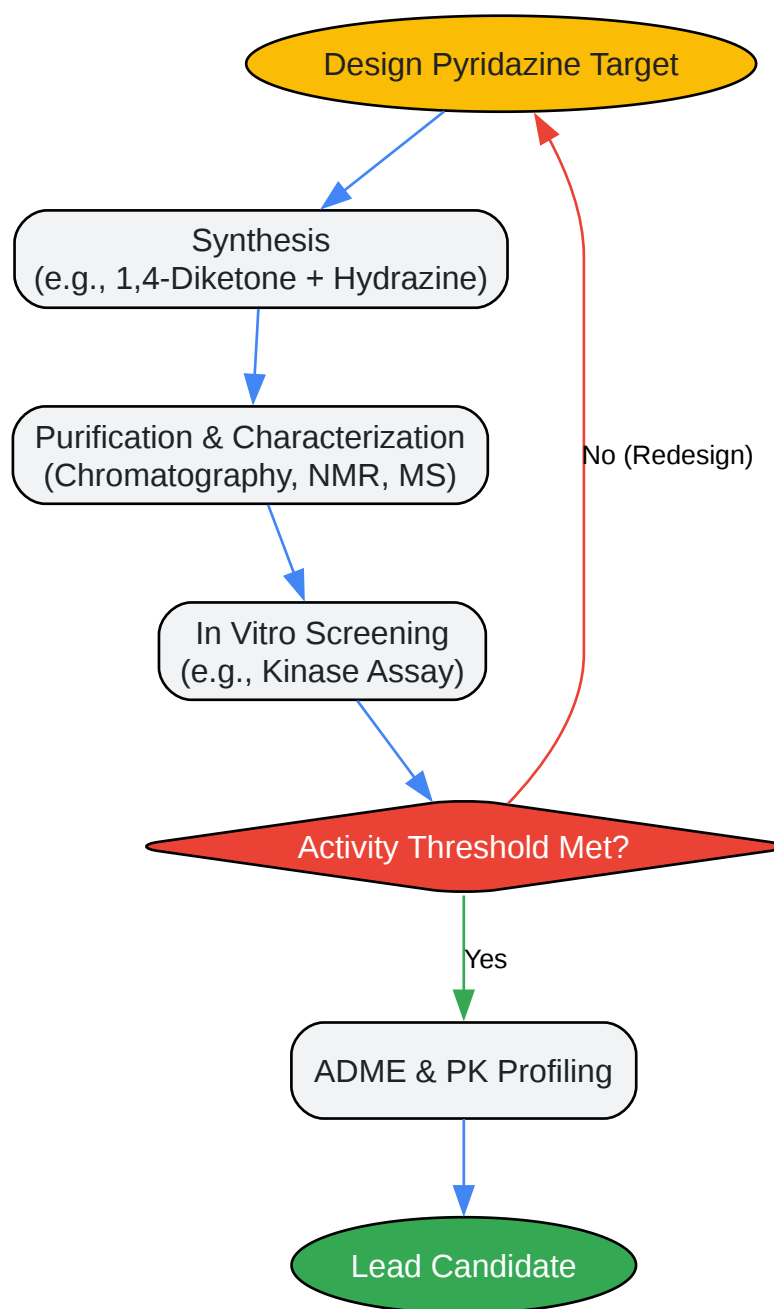 Design Pyridazine Target
Synthesis
(e.g., 1,4-Diketone + Hydrazine)
Purification & Characterization
(Chromatography, NMR, MS)
No (Redesign)
In Vitro Screening
(e.g., Kinase Assay)
Activity Threshold Met?
Yes
ADME & PK Profiling
Lead Candidate